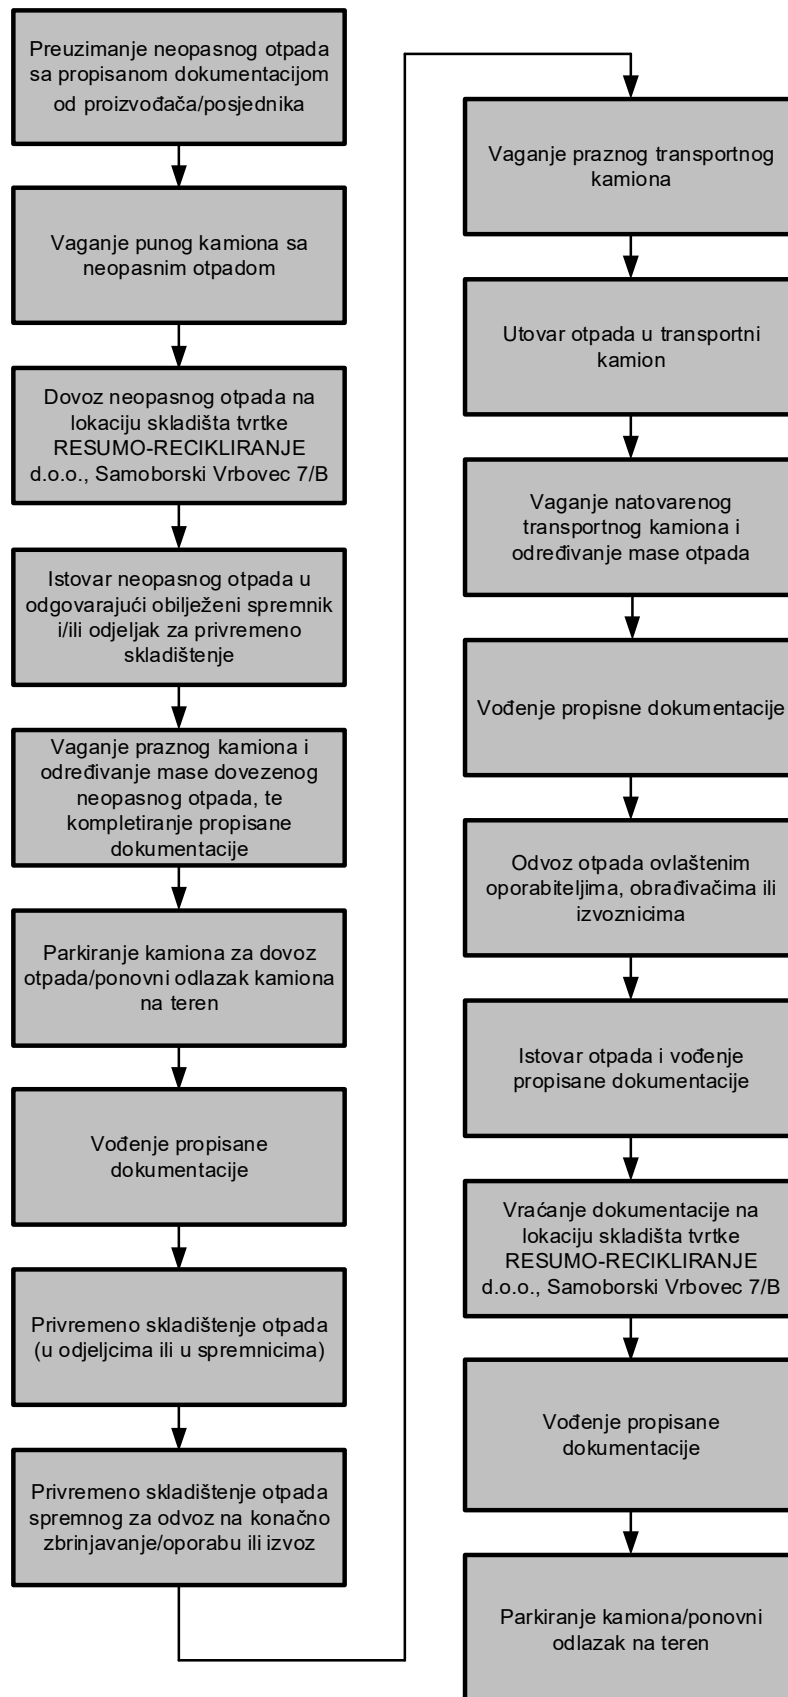 Preuzimanje neopasnog otpada
sa propisanom dokumentacijom
od proizvođača/posjednika
Vaganje punog kamiona sa
neopasnim otpadom
Dovoz neopasnog otpada na
lokaciju skladišta tvrtke
RESUMO-RECIKLIRANJE
d.o.o., Samoborski Vrbovec 7/B
Istovar neopasnog otpada u
odgovarajući obilježeni spremnik
i/ili odjeljak za privremeno
skladištenje
Vaganje praznog kamiona i
određivanje mase dovezenog
neopasnog otpada, te
kompletiranje propisane
dokumentacije
Parkiranje kamiona za dovoz
otpada/ponovni odlazak kamiona
na teren
Vođenje propisane
dokumentacije
Privremeno skladištenje otpada
(u odjeljcima ili u spremnicima)
Privremeno skladištenje otpada
spremnog za odvoz na konačno
zbrinjavanje/oporabu ili izvoz
Vaganje praznog transportnog
kamiona
Utovar otpada u transportni
kamion
Vaganje natovarenog
transportnog kamiona i
određivanje mase otpada
Vođenje propisne dokumentacije
Odvoz otpada ovlaštenim
oporabiteljima, obrađivačima ili
izvoznicima
Istovar otpada i vođenje
propisane dokumentacije
Vraćanje dokumentacije na
lokaciju skladišta tvrtke
RESUMO-RECIKLIRANJE
d.o.o., Samoborski Vrbovec 7/B
Vođenje propisane
dokumentacije
Parkiranje kamiona/ponovni
odlazak na teren